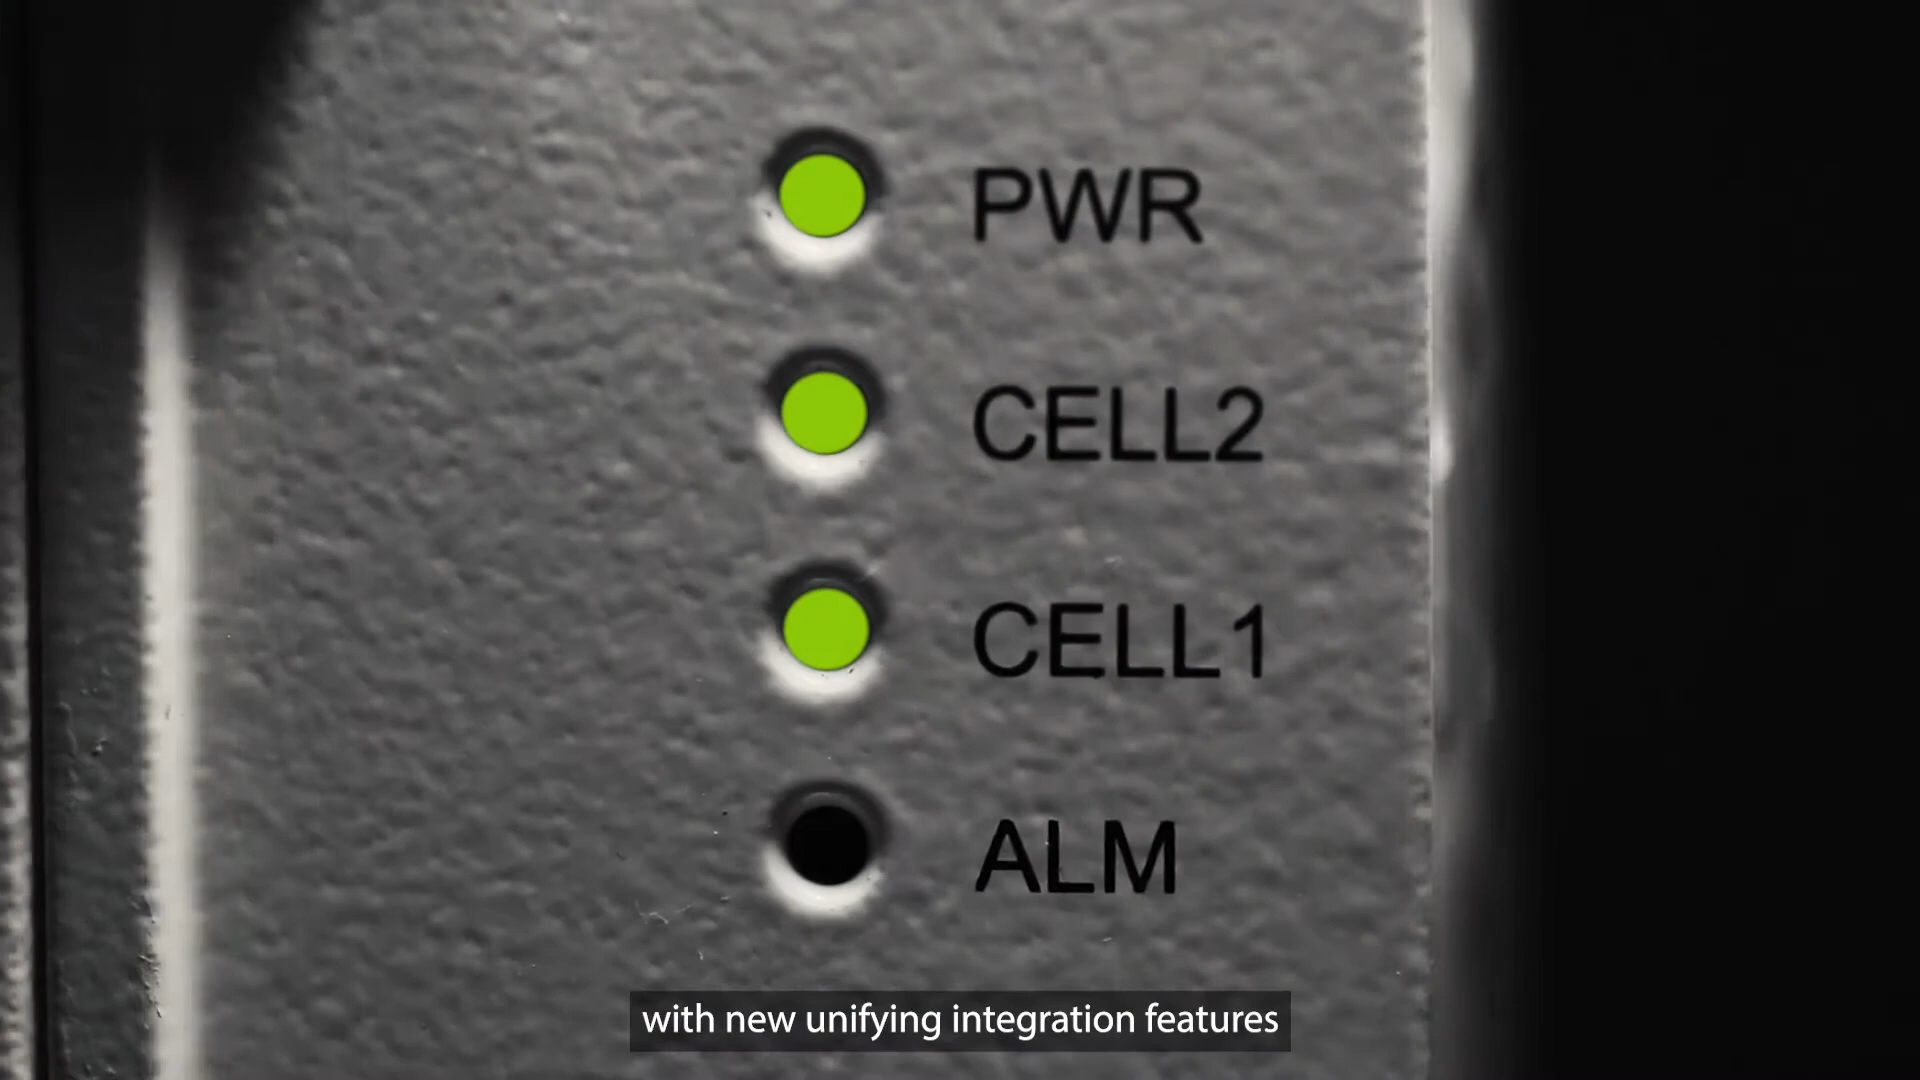 PWR
CELL2
CELL1
ALM
with new unifying integration features